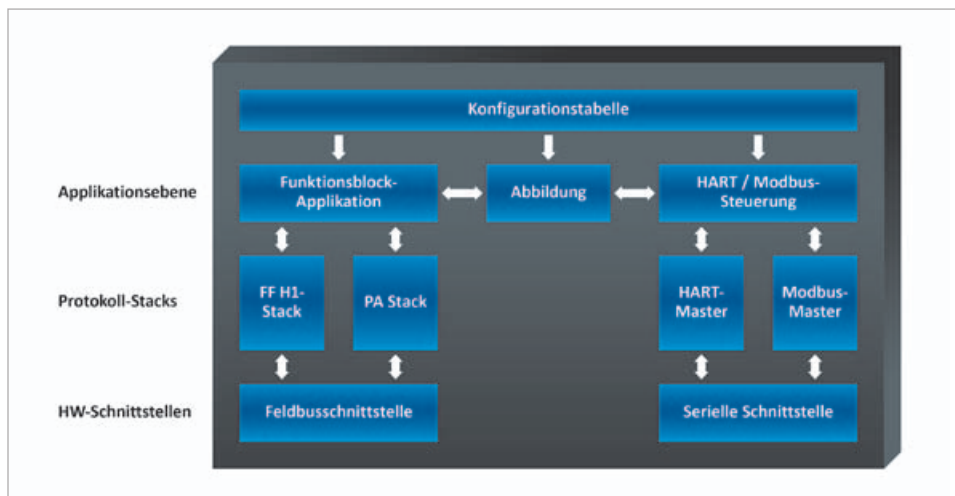 Konfigurationstabelle
Applikationsebene
Funktionsblock-
Applikation
Abbildung
HART / Modbus-
Steuerung
Protokoll-Stacks
FF H1-
Stack
PA Stack
HART-
Master
Modbus-
Master
HW-Schnittstellen
Feldbusschnittstelle
Serielle Schnittstelle